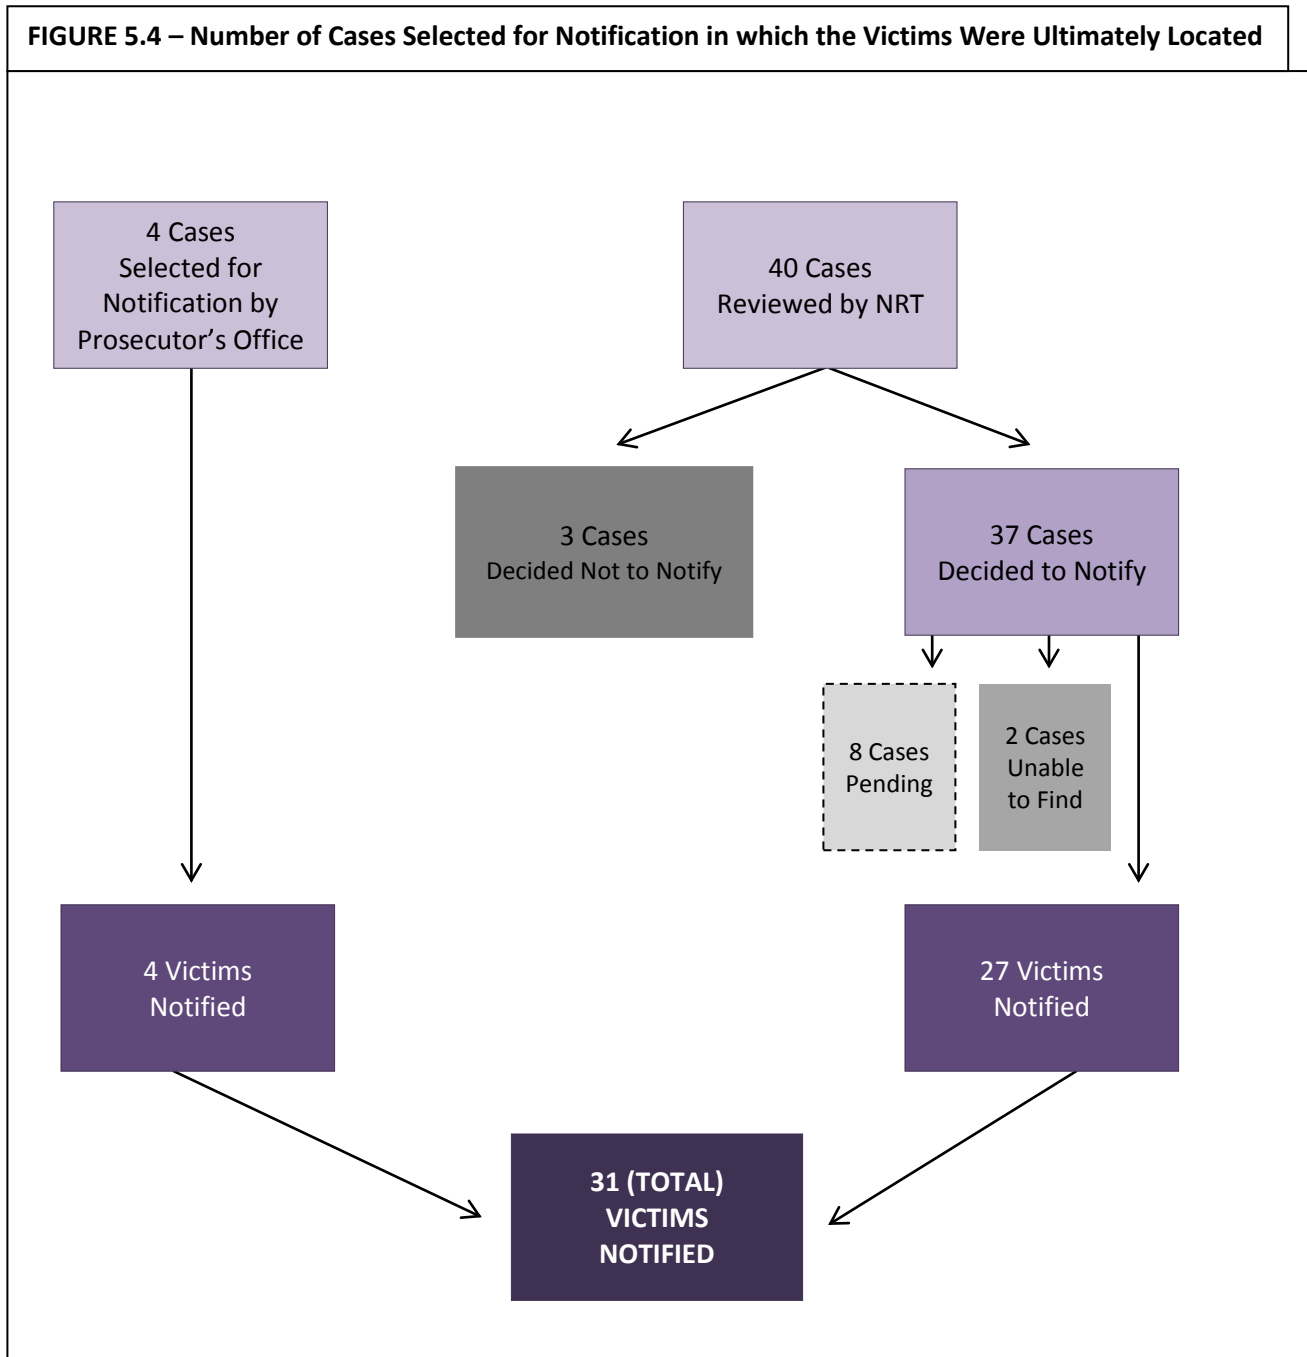 FIGURE 5.4 – Number of Cases Selected for Notification in which the Victims Were Ultimately Located
4 Cases
Selected for
Notification by
Prosecutor’s Office
40 Cases
Reviewed by NRT
3 Cases
Decided Not to Notify
37 Cases
Decided to Notify
8 Cases
Pending
2 Cases
Unable
to Find
4 Victims
Notified
27 Victims
Notified
31 (TOTAL)
VICTIMS
NOTIFIED